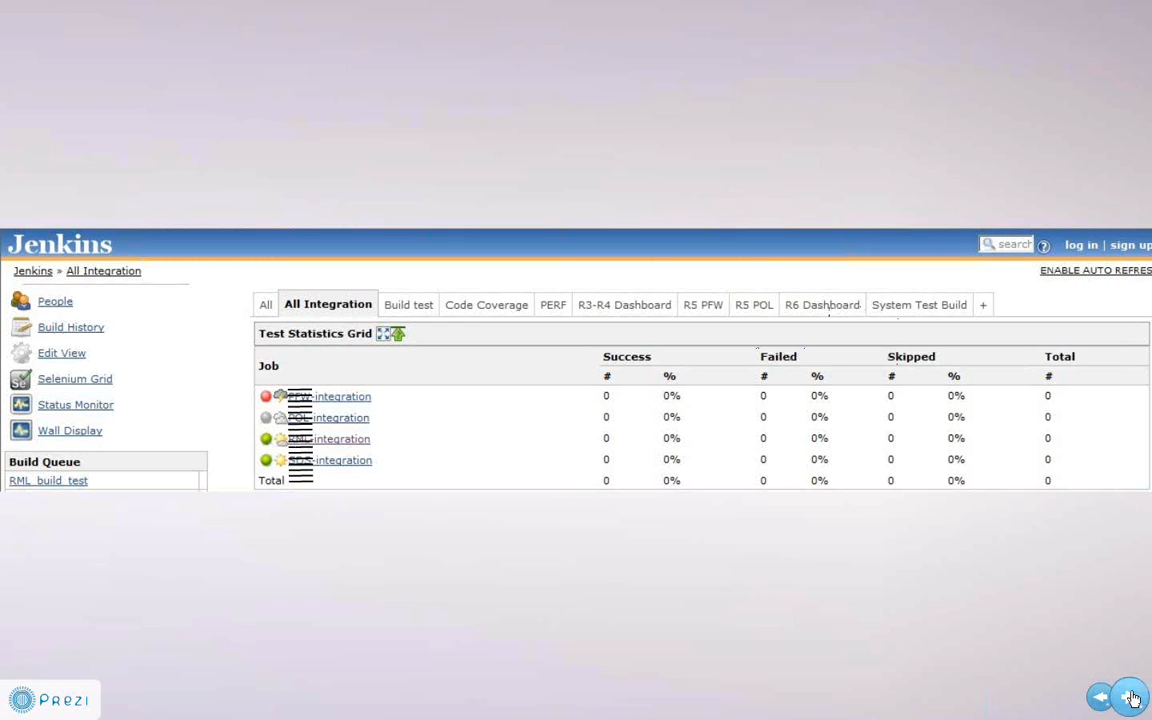 Jenkins
search
log in | sign up
Jenkins » All Integration
ENABLE AUTO REFRES
People
Build History
Edit View
Selenium Grid
Status Monitor
Wall Display
Build Queue
RML_build_test
All All Integration Build test Code Coverage PERF R3-R4 Dashboard R5 PFW R5 POL R6 Dashboard System Test Build +
Test Statistics Grid
Job Success Failed Skipped Total
# % # % # % #
-integration 0 0% 0 0% 0 0% 0
-integration 0 0% 0 0% 0 0% 0
-integration 0 0% 0 0% 0 0% 0
-integration 0 0% 0 0% 0 0% 0
Total 0 0% 0 0% 0 0% 0
Prezi